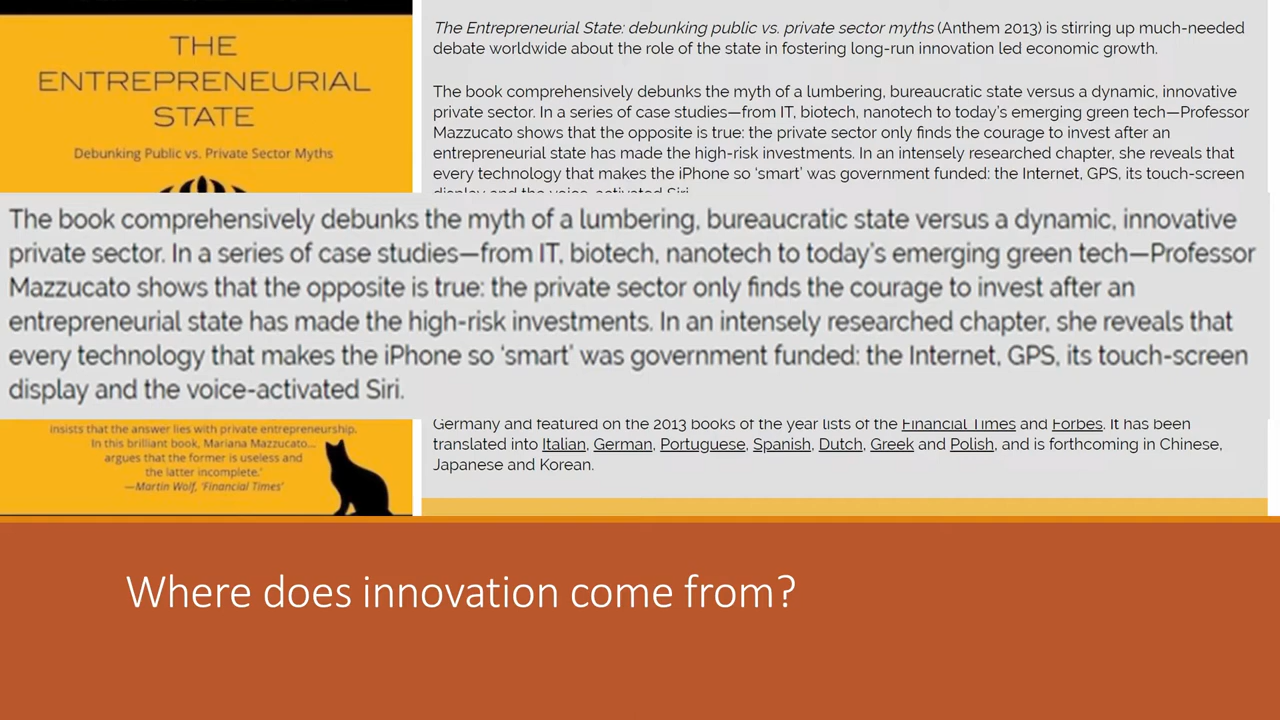 THE
ENTREPRENEURIAL
STATE
Debunking Public vs. Private Sector Myths
The Entrepreneurial State: debunking public vs. private sector myths (Anthem 2013) is stirring up much-needed
debate worldwide about the role of the state in fostering long-run innovation led economic growth.
The book comprehensively debunks the myth of a lumbering, bureaucratic state versus a dynamic, innovative
private sector. In a series of case studies—from IT, biotech, nanotech to today's emerging green tech—Professor
Mazzucato shows that the opposite is true: the private sector only finds the courage to invest after an
entrepreneurial state has made the high-risk investments. In an intensely researched chapter, she reveals that
every technology that makes the iPhone so 'smart' was government funded: the Internet, GPS, its touch-screen
display and the voice-activated Siri.
The book comprehensively debunks the myth of a lumbering, bureaucratic state versus a dynamic, innovative
private sector. In a series of case studies—from IT, biotech, nanotech to today's emerging green tech—Professor
Mazzucato shows that the opposite is true: the private sector only finds the courage to invest after an
entrepreneurial state has made the high-risk investments. In an intensely researched chapter, she reveals that
every technology that makes the iPhone so 'smart' was government funded: the Internet, GPS, its touch-screen
display and the voice-activated Siri.
insists that the answer lies with private entrepreneurship.
In this brilliant book, Mariana Mazzucato...
argues that the former is useless and
the latter incomplete.'
—Martin Wolf, 'Financial Times'
Germany and featured on the 2013 books of the year lists of the Financial Times and Forbes. It has been
translated into Italian, German, Portuguese, Spanish, Dutch, Greek and Polish, and is forthcoming in Chinese,
Japanese and Korean.
Where does innovation come from?